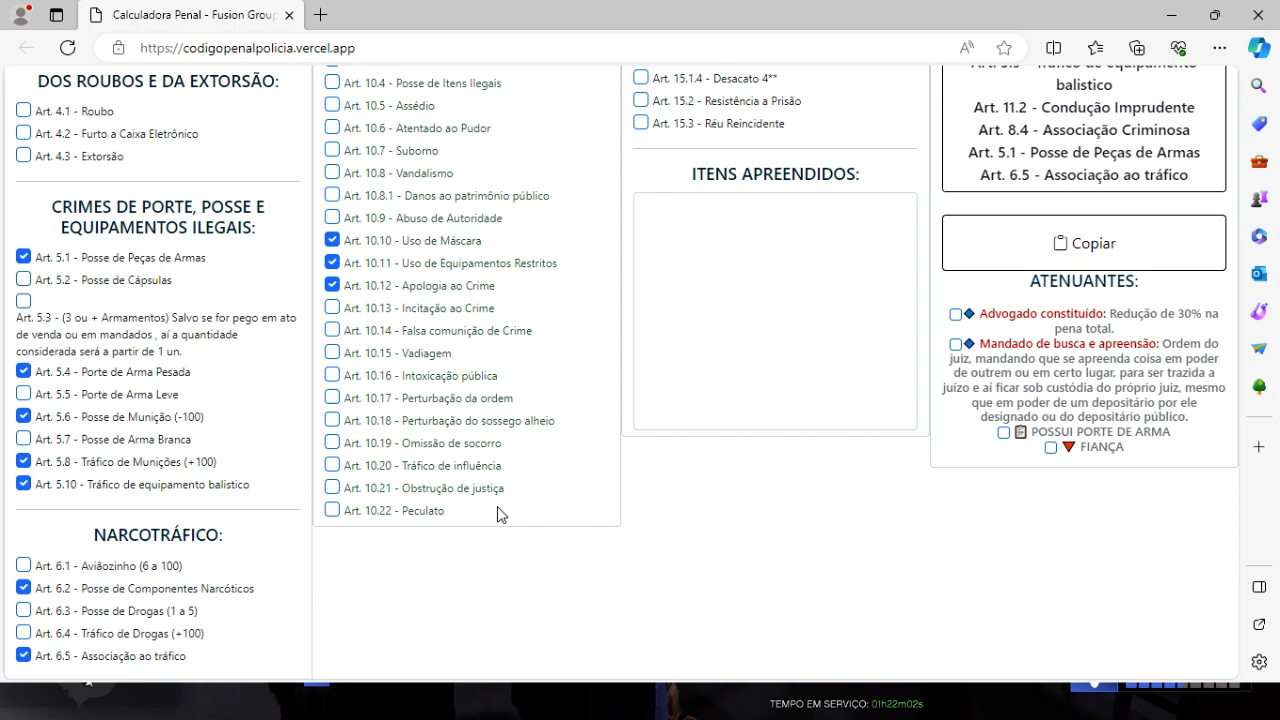 Calculadora Penal - Fusion Group
https://codigopenalpolicia.vercel.app
DOS ROUBOS E DA EXTORSÃO:
Art. 4.1 - Roubo
Art. 4.2 - Furto a Caixa Eletrônico
Art. 4.3 - Extorsão
CRIMES DE PORTE, POSSE E
EQUIPAMENTOS ILEGAIS:
Art. 5.1 - Posse de Peças de Armas
Art. 5.2 - Posse de Cápsulas
Art. 5.3 - (3 ou + Armamentos) Salvo se for pego em ato
de venda ou em mandados , aí a quantidade
considerada será a partir de 1 un.
Art. 5.4 - Porte de Arma Pesada
Art. 5.5 - Porte de Arma Leve
Art. 5.6 - Posse de Munição (-100)
Art. 5.7 - Posse de Arma Branca
Art. 5.8 - Tráfico de Munições (+100)
Art. 5.10 - Tráfico de equipamento balistico
NARCOTRÁFICO:
Art. 6.1 - Aviãozinho (6 a 100)
Art. 6.2 - Posse de Componentes Narcóticos
Art. 6.3 - Posse de Drogas (1 a 5)
Art. 6.4 - Tráfico de Drogas (+100)
Art. 6.5 - Associação ao tráfico
Art. 10.4 - Posse de Itens Ilegais
Art. 10.5 - Assédio
Art. 10.6 - Atentado ao Pudor
Art. 10.7 - Suborno
Art. 10.8 - Vandalismo
Art. 10.8.1 - Danos ao patrimônio público
Art. 10.9 - Abuso de Autoridade
Art. 10.10 - Uso de Máscara
Art. 10.11 - Uso de Equipamentos Restritos
Art. 10.12 - Apologia ao Crime
Art. 10.13 - Incitação ao Crime
Art. 10.14 - Falsa comunição de Crime
Art. 10.15 - Vadiagem
Art. 10.16 - Intoxicação pública
Art. 10.17 - Perturbação da ordem
Art. 10.18 - Perturbação do sossego alheio
Art. 10.19 - Omissão de socorro
Art. 10.20 - Tráfico de influência
Art. 10.21 - Obstrução de justiça
Art. 10.22 - Peculato
Art. 15.1.4 - Desacato 4**
Art. 15.2 - Resistência a Prisão
Art. 15.3 - Réu Reincidente
ITENS APREENDIDOS:
balistico
Art. 11.2 - Condução Imprudente
Art. 8.4 - Associação Criminosa
Art. 5.1 - Posse de Peças de Armas
Art. 6.5 - Associação ao tráfico
Copiar
ATENUANTES:
Advogado constituído: Redução de 30% na
pena total.
Mandado de busca e apreensão: Ordem do
juiz, mandando que se apreenda coisa em poder
de outrem ou em certo lugar, para ser trazida a
juízo e aí ficar sob custódia do próprio juiz, mesmo
que em poder de um depositário por ele
designado ou do depositário público.
POSSUI PORTE DE ARMA
FIANÇA
TEMPO EM SERVIÇO: 01h22m02s